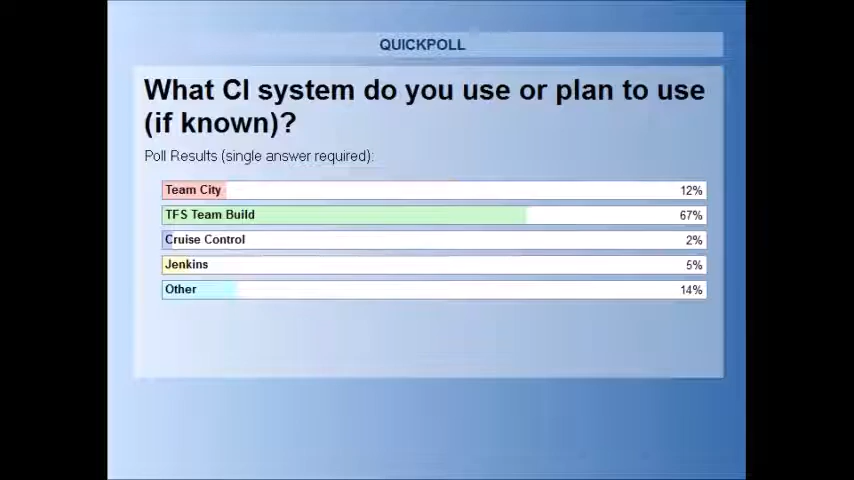 QUICKPOLL
What CI system do you use or plan to use
(if known)?
Poll Results (single answer required):
Team City 12%
TFS Team Build 67%
Cruise Control 2%
Jenkins 5%
Other 14%